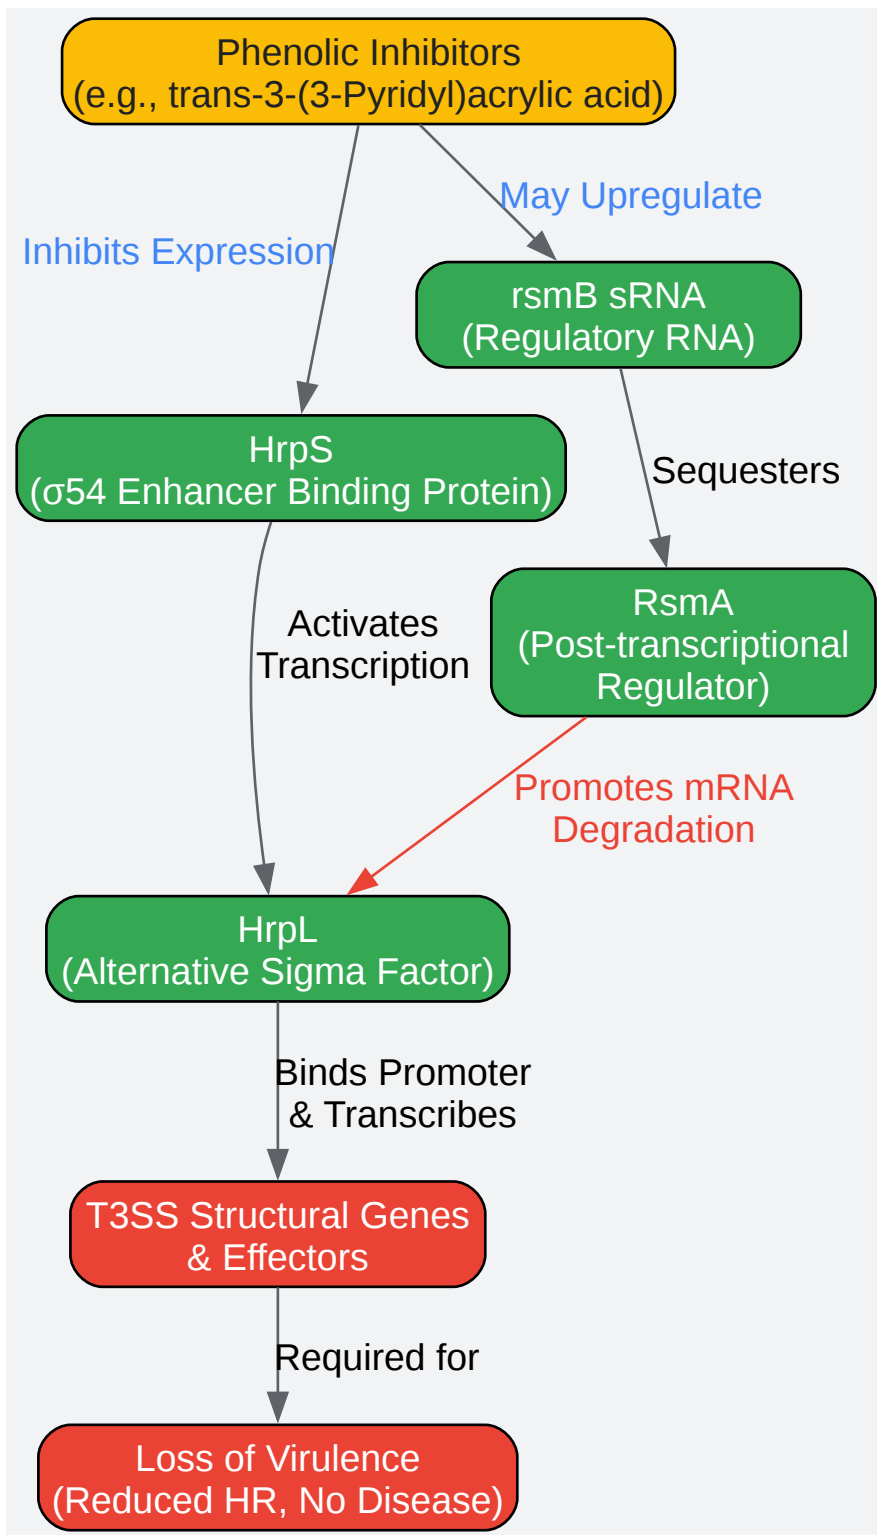 Phenolic Inhibitors
(e.g., trans-3-(3-Pyridyl)acrylic acid)
May Upregulate
Inhibits Expression
rsmB sRNA
(Regulatory RNA)
HrpS
(σ54 Enhancer Binding Protein)
Sequesters
RsmA
(Post-transcriptional
Regulator)
Activates
Transcription
Promotes mRNA
Degradation
HrpL
(Alternative Sigma Factor)
Binds Promoter
& Transcribes
T3SS Structural Genes
& Effectors
Required for
Loss of Virulence
(Reduced HR, No Disease)